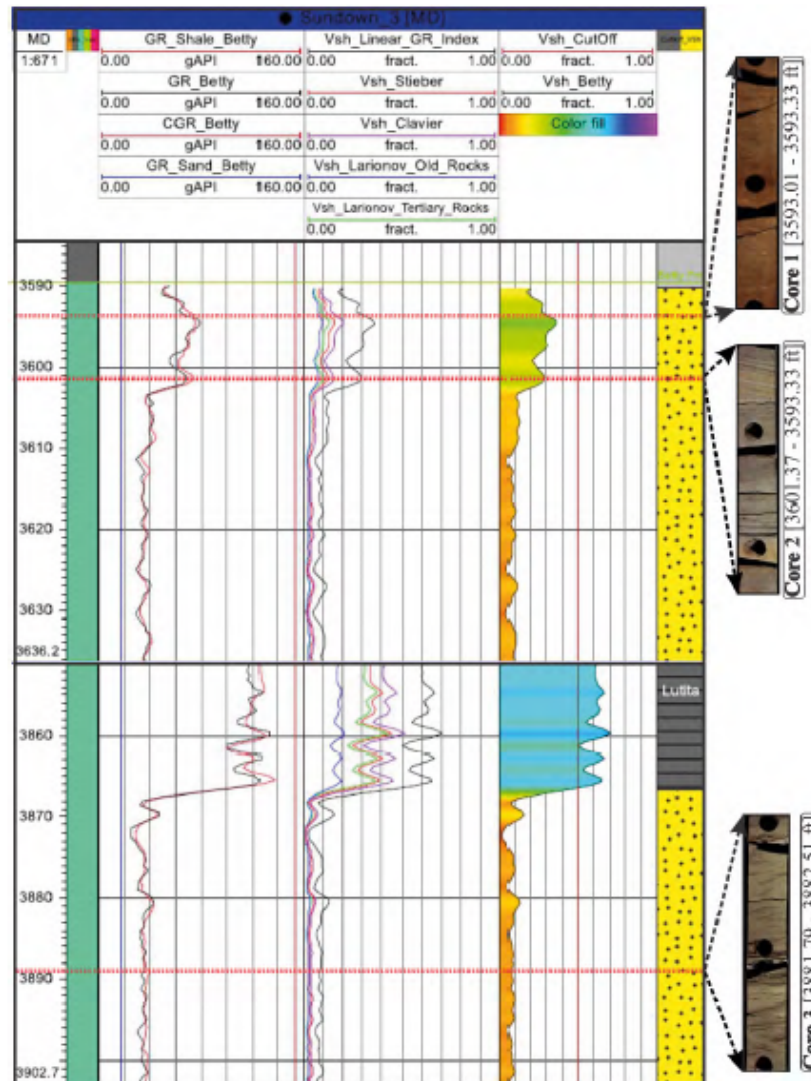 Sundown_3 [MD]
MD
1:671
GR_Shale_Betty
0.00 gAPI 160.00
GR_Betty
0.00 gAPI 160.00
CGR_Betty
0.00 gAPI 160.00
GR_Sand_Betty
0.00 gAPI 160.00
Vsh_Linear_GR_Index
0.00 fract. 1.00
Vsh_Stieber
0.00 fract. 1.00
Vsh_Clavier
0.00 fract. 1.00
Vsh_Larionov_Old_Rocks
0.00 fract. 1.00
Vsh_Larionov_Tertiary_Rocks
0.00 fract. 1.00
Vsh_CutOff
0.00 fract. 1.00
Vsh_Betty
0.00 fract. 1.00
Color fill
3590
3600
3610
3620
3630
3636.2
3860
3870
3880
3890
3902.7
Lutita
Core 1 [3593.01 - 3593.33 ft]
Core 2 [3601.37 - 3593.33 ft]
Core 3